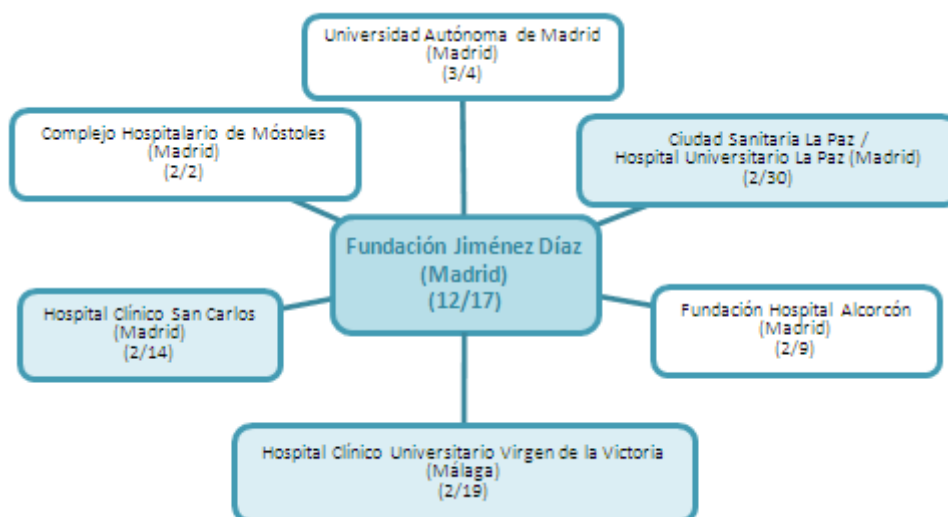 Universidad Autónoma de Madrid
(Madrid)
(3/4)
Complejo Hospitalario de Móstoles
(Madrid)
(2/2)
Ciudad Sanitaria La Paz /
Hospital Universitario La Paz (Madrid)
(2/30)
Fundación Jiménez Díaz
(Madrid)
(12/17)
Hospital Clínico San Carlos
(Madrid)
(2/14)
Fundación Hospital Alcorcón
(Madrid)
(2/9)
Hospital Clínico Universitario Virgen de la Victoria
(Málaga)
(2/19)